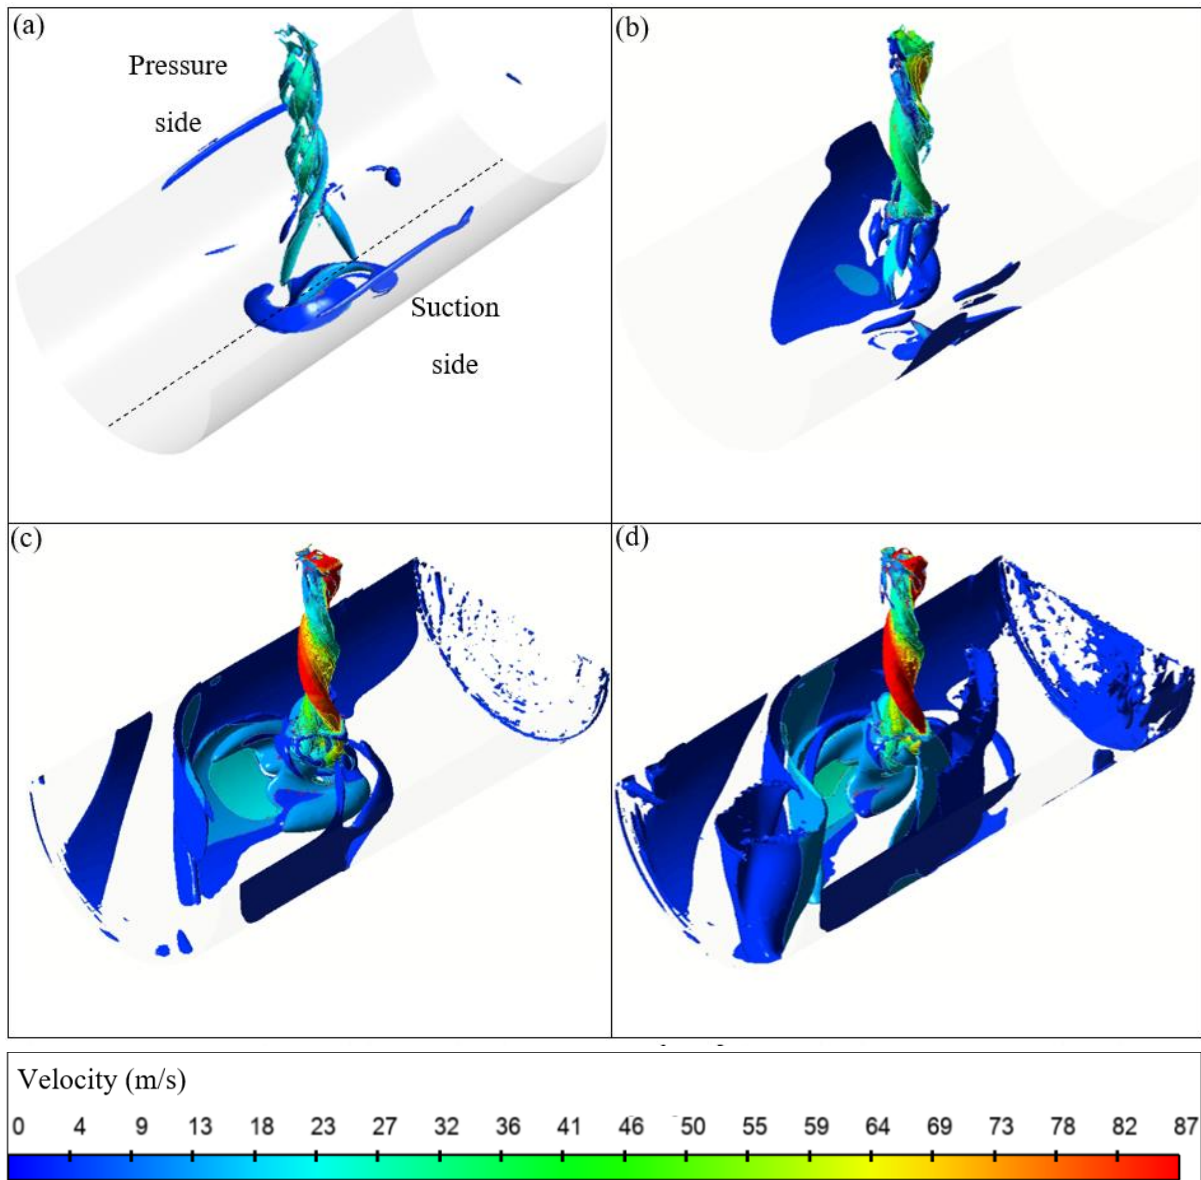 (a)
Pressure
side
Suction
side
(b)
(c)
(d)
Velocity (m/s)
0 4 9 13 18 23 27 32 36 41 46 50 55 59 64 69 73 78 82 87